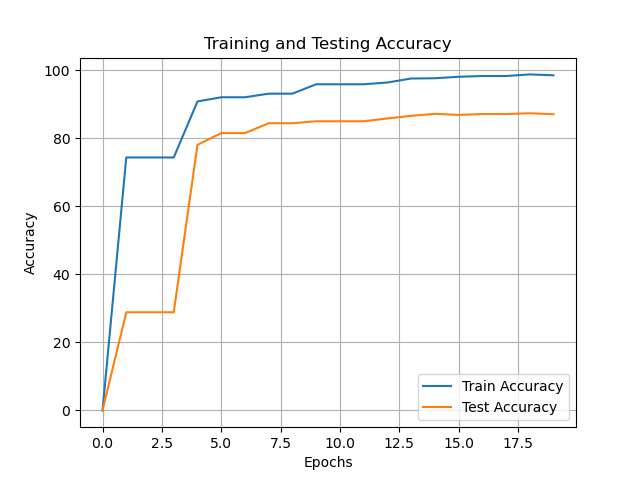 Training and Testing Accuracy
100
80
60
40
20
0
Accuracy
0.0 2.5 5.0 7.5 10.0 12.5 15.0 17.5
Epochs
Train Accuracy
Test Accuracy